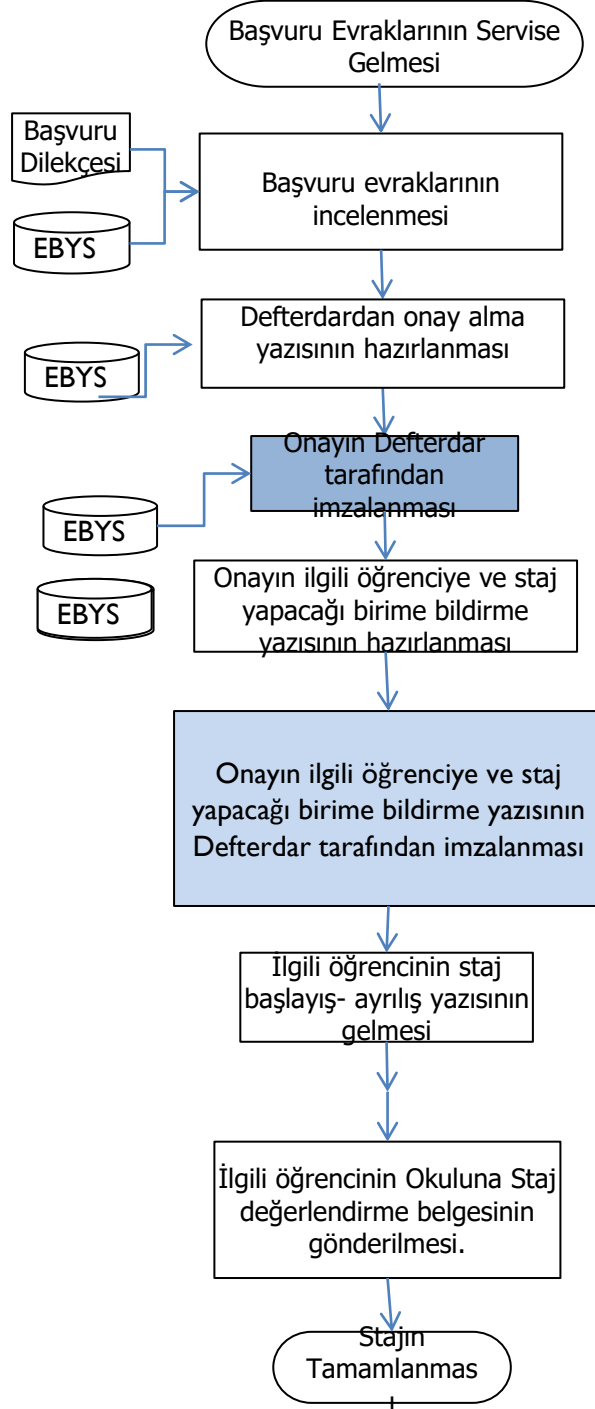 Başvuru Evraklarının Servise
Gelmesi
Başvuru
Dilekçesi
EBYS
Başvuru evraklarının
incelenmesi
Defterdardan onay alma
yazısının hazırlanması
EBYS
Onayın Defterdar
tarafından
imzalanması
EBYS
Onayın ilgili öğrenciye ve staj
yapacağı birime bildirme
yazısının hazırlanması
EBYS
Onayın ilgili öğrenciye ve staj
yapacağı birime bildirme yazısının
Defterdar tarafından imzalanması
İlgili öğrencinin staj
başlayış- ayrılış yazısının
gelmesi
İlgili öğrencinin Okuluna Staj
değerlendirme belgesinin
gönderilmesi.
Stajın
Tamamlanmas
ı